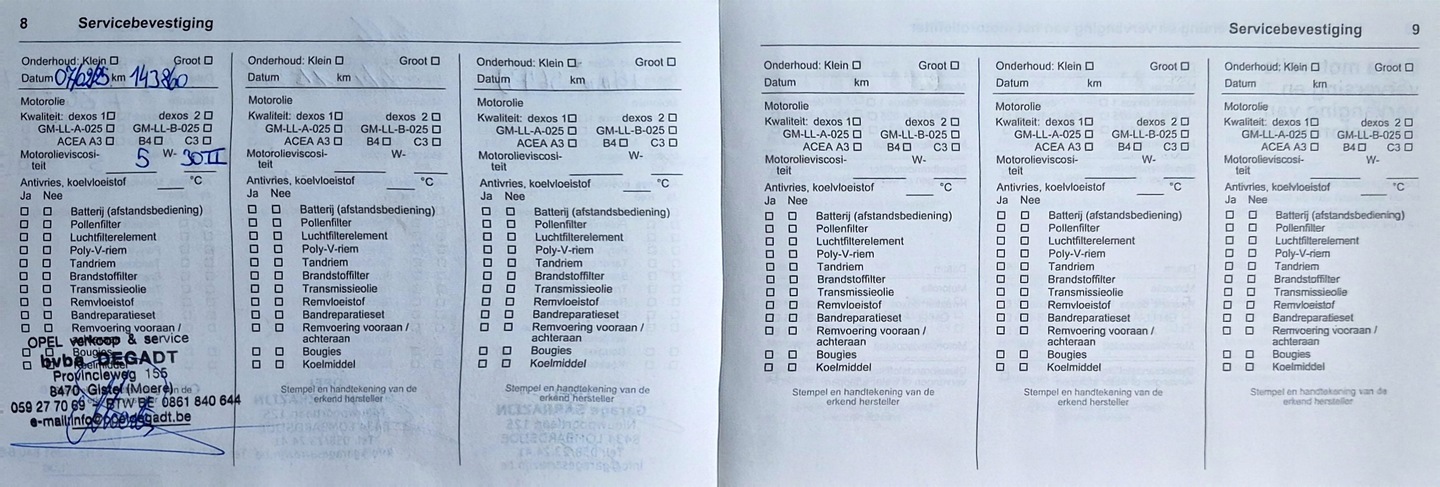 8 Servicebevestiging
Onderhoud: Klein ☐ Groot ☐
Datum km 143860
Motorolie
Kwaliteit: dexos 1☐ dexos 2 ☐
GM-LL-A-025 ☐ GM-LL-B-025 ☐
ACEA A3 ☐ B4 ☐ C3 ☐
Motorolieviscosi- 5 W- 30
teit
Antivries, koelvloeistof ____ °C
Ja Nee
☐ ☐ Batterij (afstandsbediening)
☐ ☐ Pollenfilter
☐ ☐ Luchtfilterelement
☐ ☐ Poly-V-riem
☐ ☐ Tandriem
☐ ☐ Brandstoffilter
☐ ☐ Transmissieolie
☐ ☐ Remvloeistof
☐ ☐ Bandreparatieset
☐ ☐ Remvoering vooraan /
OPEL verkoop & service
☐ ☐ Bougies
bvba DEGADT
Provincieweg 155
8470 Gistel (Moere)
059 27 70 69 - BTW BE 0861 840 644
e-mail:info@opeldegadt.be
Onderhoud: Klein ☐ Groot ☐
Datum km
Motorolie
Kwaliteit: dexos 1☐ dexos 2 ☐
GM-LL-A-025 ☐ GM-LL-B-025 ☐
ACEA A3 ☐ B4☐ C3 ☐
Motorolieviscosi- W-
teit
Antivries, koelvloeistof ____ °C
Ja Nee
☐ ☐ Batterij (afstandsbediening)
☐ ☐ Pollenfilter
☐ ☐ Luchtfilterelement
☐ ☐ Poly-V-riem
☐ ☐ Tandriem
☐ ☐ Brandstoffilter
☐ ☐ Transmissieolie
☐ ☐ Remvloeistof
☐ ☐ Bandreparatieset
☐ ☐ Remvoering vooraan /
achteraan
☐ ☐ Bougies
☐ ☐ Koelmiddel
Stempel en handtekening van de
erkend hersteller
Onderhoud: Klein ☐ Groot ☐
Datum km
Motorolie
Kwaliteit: dexos 1☐ dexos 2 ☐
GM-LL-A-025 ☐ GM-LL-B-025 ☐
ACEA A3 ☐ B4 ☐ C3 ☐
Motorolieviscosi- W-
teit
Antivries, koelvloeistof ____ °C
Ja Nee
☐ ☐ Batterij (afstandsbediening)
☐ ☐ Pollenfilter
☐ ☐ Luchtfilterelement
☐ ☐ Poly-V-riem
☐ ☐ Tandriem
☐ ☐ Brandstoffilter
☐ ☐ Transmissieolie
☐ ☐ Remvloeistof
☐ ☐ Bandreparatieset
☐ ☐ Remvoering vooraan /
achteraan
☐ ☐ Bougies
☐ ☐ Koelmiddel
Stempel en handtekening van de
erkend hersteller
Servicebevestiging 9
Onderhoud: Klein ☐ Groot ☐
Datum km
Motorolie
Kwaliteit: dexos 1☐ dexos 2 ☐
GM-LL-A-025 ☐ GM-LL-B-025 ☐
ACEA A3 ☐ B4 ☐ C3 ☐
Motorolieviscosi- W-
teit
Antivries, koelvloeistof ____ °C
Ja Nee
☐ ☐ Batterij (afstandsbediening)
☐ ☐ Pollenfilter
☐ ☐ Luchtfilterelement
☐ ☐ Poly-V-riem
☐ ☐ Tandriem
☐ ☐ Brandstoffilter
☐ ☐ Transmissieolie
☐ ☐ Remvloeistof
☐ ☐ Bandreparatieset
☐ ☐ Remvoering vooraan /
achteraan
☐ ☐ Bougies
☐ ☐ Koelmiddel
Stempel en handtekening van de
erkend hersteller
Onderhoud: Klein ☐ Groot ☐
Datum km
Motorolie
Kwaliteit: dexos 1☐ dexos 2 ☐
GM-LL-A-025 ☐ GM-LL-B-025 ☐
ACEA A3 ☐ B4 ☐ C3 ☐
Motorolieviscosi- W-
teit
Antivries, koelvloeistof ____ °C
Ja Nee
☐ ☐ Batterij (afstandsbediening)
☐ ☐ Pollenfilter
☐ ☐ Luchtfilterelement
☐ ☐ Poly-V-riem
☐ ☐ Tandriem
☐ ☐ Brandstoffilter
☐ ☐ Transmissieolie
☐ ☐ Remvloeistof
☐ ☐ Bandreparatieset
☐ ☐ Remvoering vooraan /
achteraan
☐ ☐ Bougies
☐ ☐ Koelmiddel
Stempel en handtekening van de
erkend hersteller
Onderhoud: Klein ☐ Groot ☐
Datum km
Motorolie
Kwaliteit: dexos 1☐ dexos 2 ☐
GM-LL-A-025 ☐ GM-LL-B-025 ☐
ACEA A3 ☐ B4 ☐ C3 ☐
Motorolieviscosi- W-
teit
Antivries, koelvloeistof ____ °C
Ja Nee
☐ ☐ Batterij (afstandsbediening)
☐ ☐ Pollenfilter
☐ ☐ Luchtfilterelement
☐ ☐ Poly-V-riem
☐ ☐ Tandriem
☐ ☐ Brandstoffilter
☐ ☐ Transmissieolie
☐ ☐ Remvloeistof
☐ ☐ Bandreparatieset
☐ ☐ Remvoering vooraan /
achteraan
☐ ☐ Bougies
☐ ☐ Koelmiddel
Stempel en handtekening van de
erkend hersteller